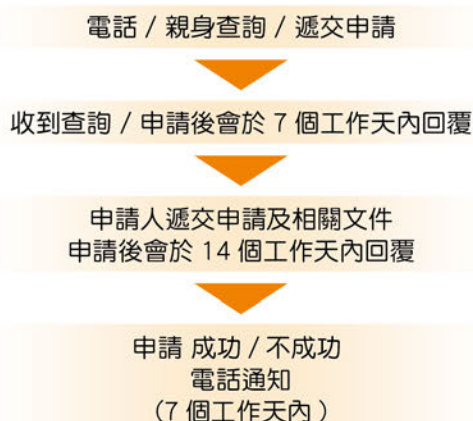 電話 / 親身查詢 / 遞交申請
收到查詢 / 申請後會於 7 個工作天內回覆
申請人遞交申請及相關文件
申請後會於 14 個工作天內回覆
申請 成功 / 不成功
電話通知
(7 個工作天內)